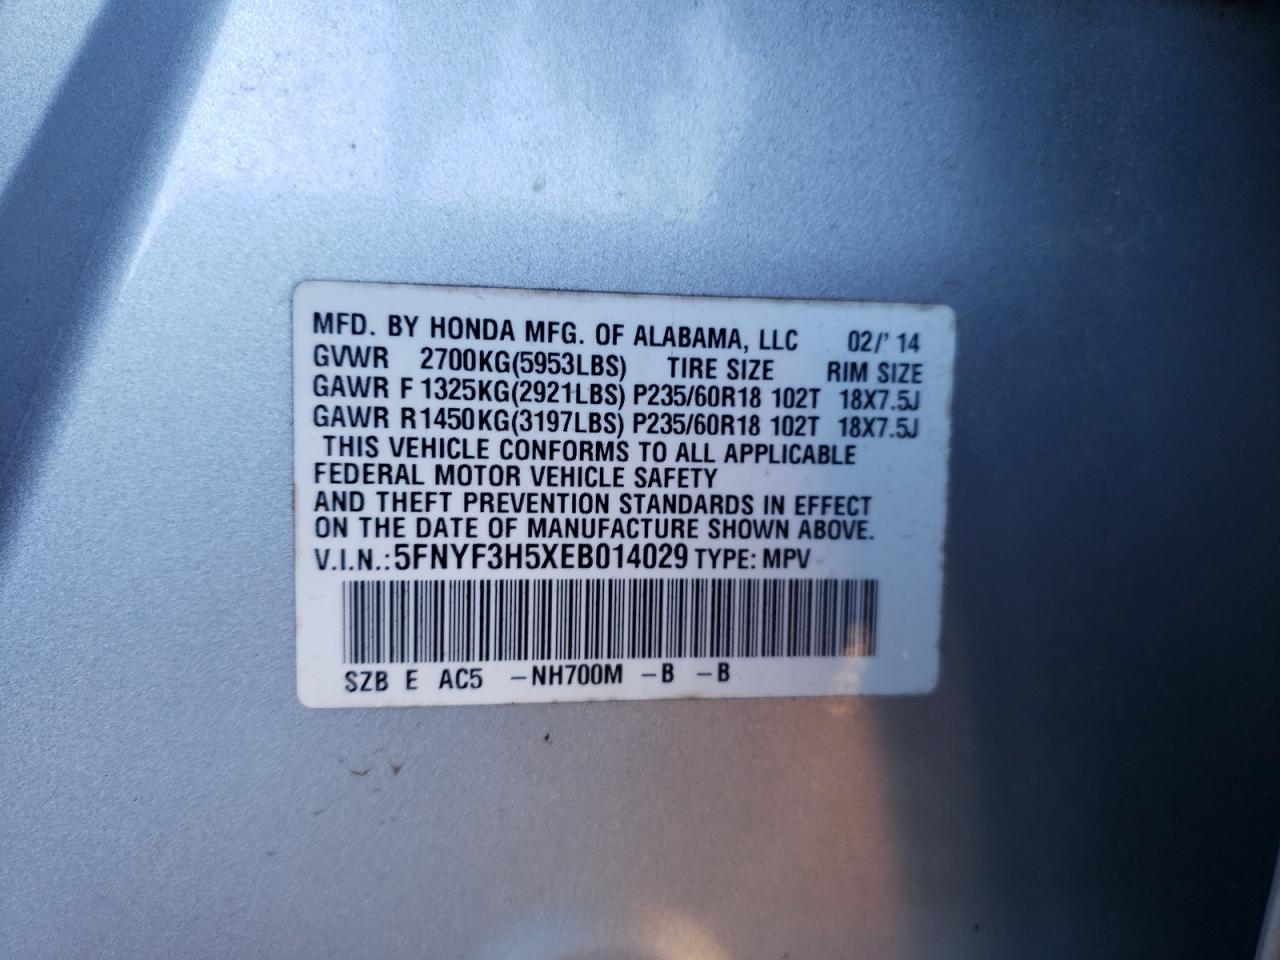 MFD. BY HONDA MFG. OF ALABAMA, LLC 02/' 14
GVWR 2700KG(5953LBS) TIRE SIZE RIM SIZE
GAWR F 1325KG(2921LBS) P235/60R18 102T 18X7.5J
GAWR R1450KG(3197LBS) P235/60R18 102T 18X7.5J
THIS VEHICLE CONFORMS TO ALL APPLICABLE
FEDERAL MOTOR VEHICLE SAFETY
AND THEFT PREVENTION STANDARDS IN EFFECT
ON THE DATE OF MANUFACTURE SHOWN ABOVE.
V.I.N.:5FNYF3H5XEB014029 TYPE: MPV
SZB E AC5 -NH700M -B -B